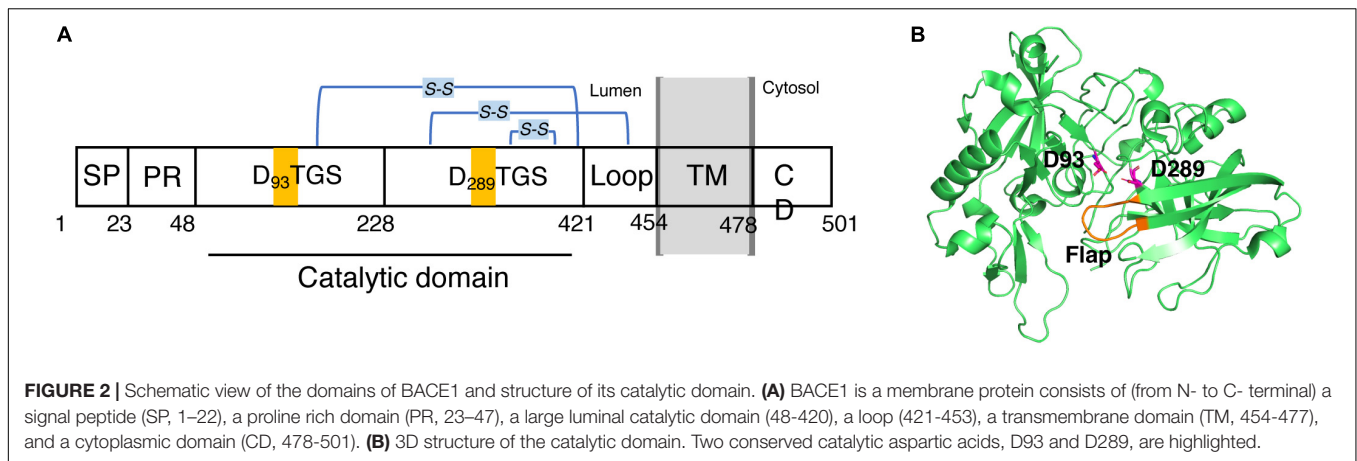 A
B
S-S
Lumen
Cytosol
S-S
S-S
SP
PR
D93TGS
D289TGS
Loop
TM
C
D
1
23
48
228
421
454
478
501
Catalytic domain
D93
D289
Flap
FIGURE 2 | Schematic view of the domains of BACE1 and structure of its catalytic domain. (A) BACE1 is a membrane protein consists of (from N- to C- terminal) a
signal peptide (SP, 1–22), a proline rich domain (PR, 23–47), a large luminal catalytic domain (48-420), a loop (421-453), a transmembrane domain (TM, 454-477),
and a cytoplasmic domain (CD, 478-501). (B) 3D structure of the catalytic domain. Two conserved catalytic aspartic acids, D93 and D289, are highlighted.